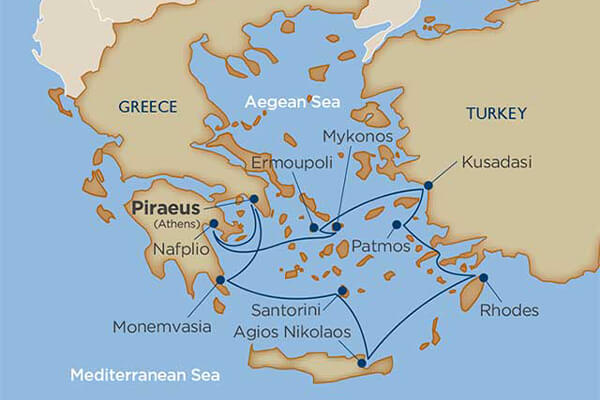 GREECE
Aegean Sea
TURKEY
Mykonos
Ermoupoli
Kusadasi
Piraeus
(Athens)
Nafplio
Patmos
Monemvasia
Santorini
Rhodes
Agios Nikolaos
Mediterranean Sea